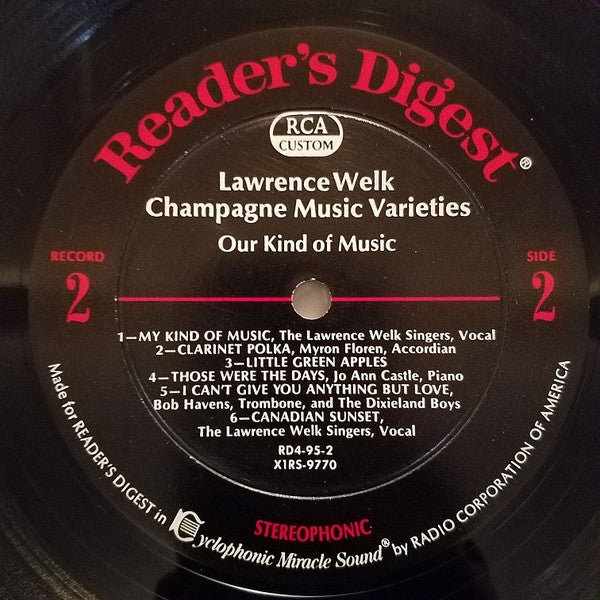 Reader's Digest®
RCA
CUSTOM
Lawrence Welk
Champagne Music Varieties
Our Kind of Music
RECORD
2
SIDE
2
1—MY KIND OF MUSIC, The Lawrence Welk Singers, Vocal
2—CLARINET POLKA, Myron Floren, Accordian
3—LITTLE GREEN APPLES
4—THOSE WERE THE DAYS, Jo Ann Castle, Piano
5—I CAN'T GIVE YOU ANYTHING BUT LOVE,
Bob Havens, Trombone, and The Dixieland Boys
6—CANADIAN SUNSET,
The Lawrence Welk Singers, Vocal
RD4-95-2
X1RS-9770
STEREOPHONIC
Made for READER'S DIGEST in Cyclophonic Miracle Sound® by RADIO CORPORATION OF AMERICA